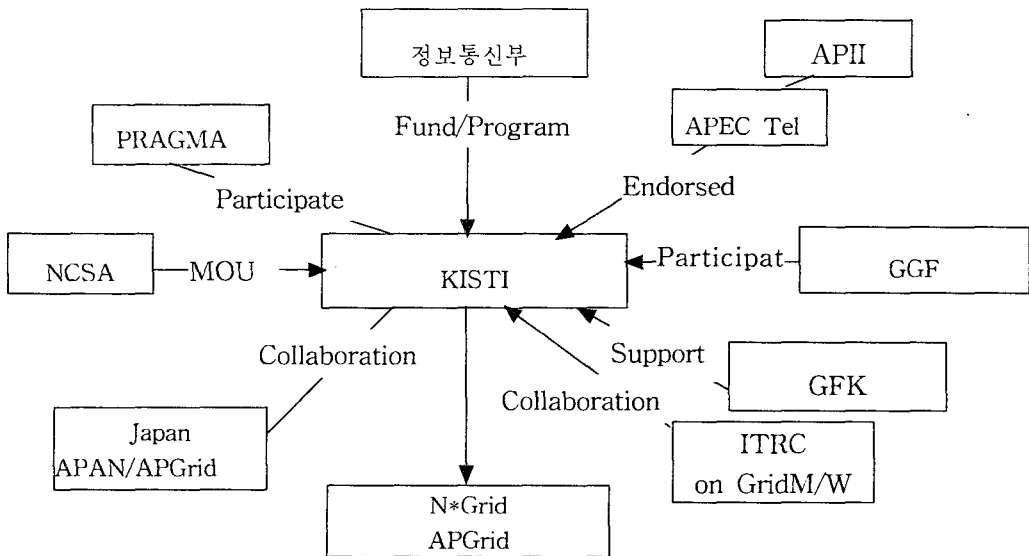 정보통신부
APII
APEC Tel
PRAGMA
Fund/Program
Endorsed
Participate
NCSA
MOU
KISTI
Participat
GGF
Collaboration
Support
GFK
Collaboration
Japan
APAN/APGrid
ITRC
on GridM/W
N*Grid
APGrid